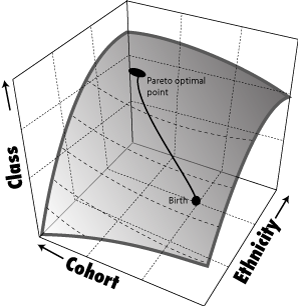 Pareto optimal
point
Birth
Class
Cohort
Ethnicity